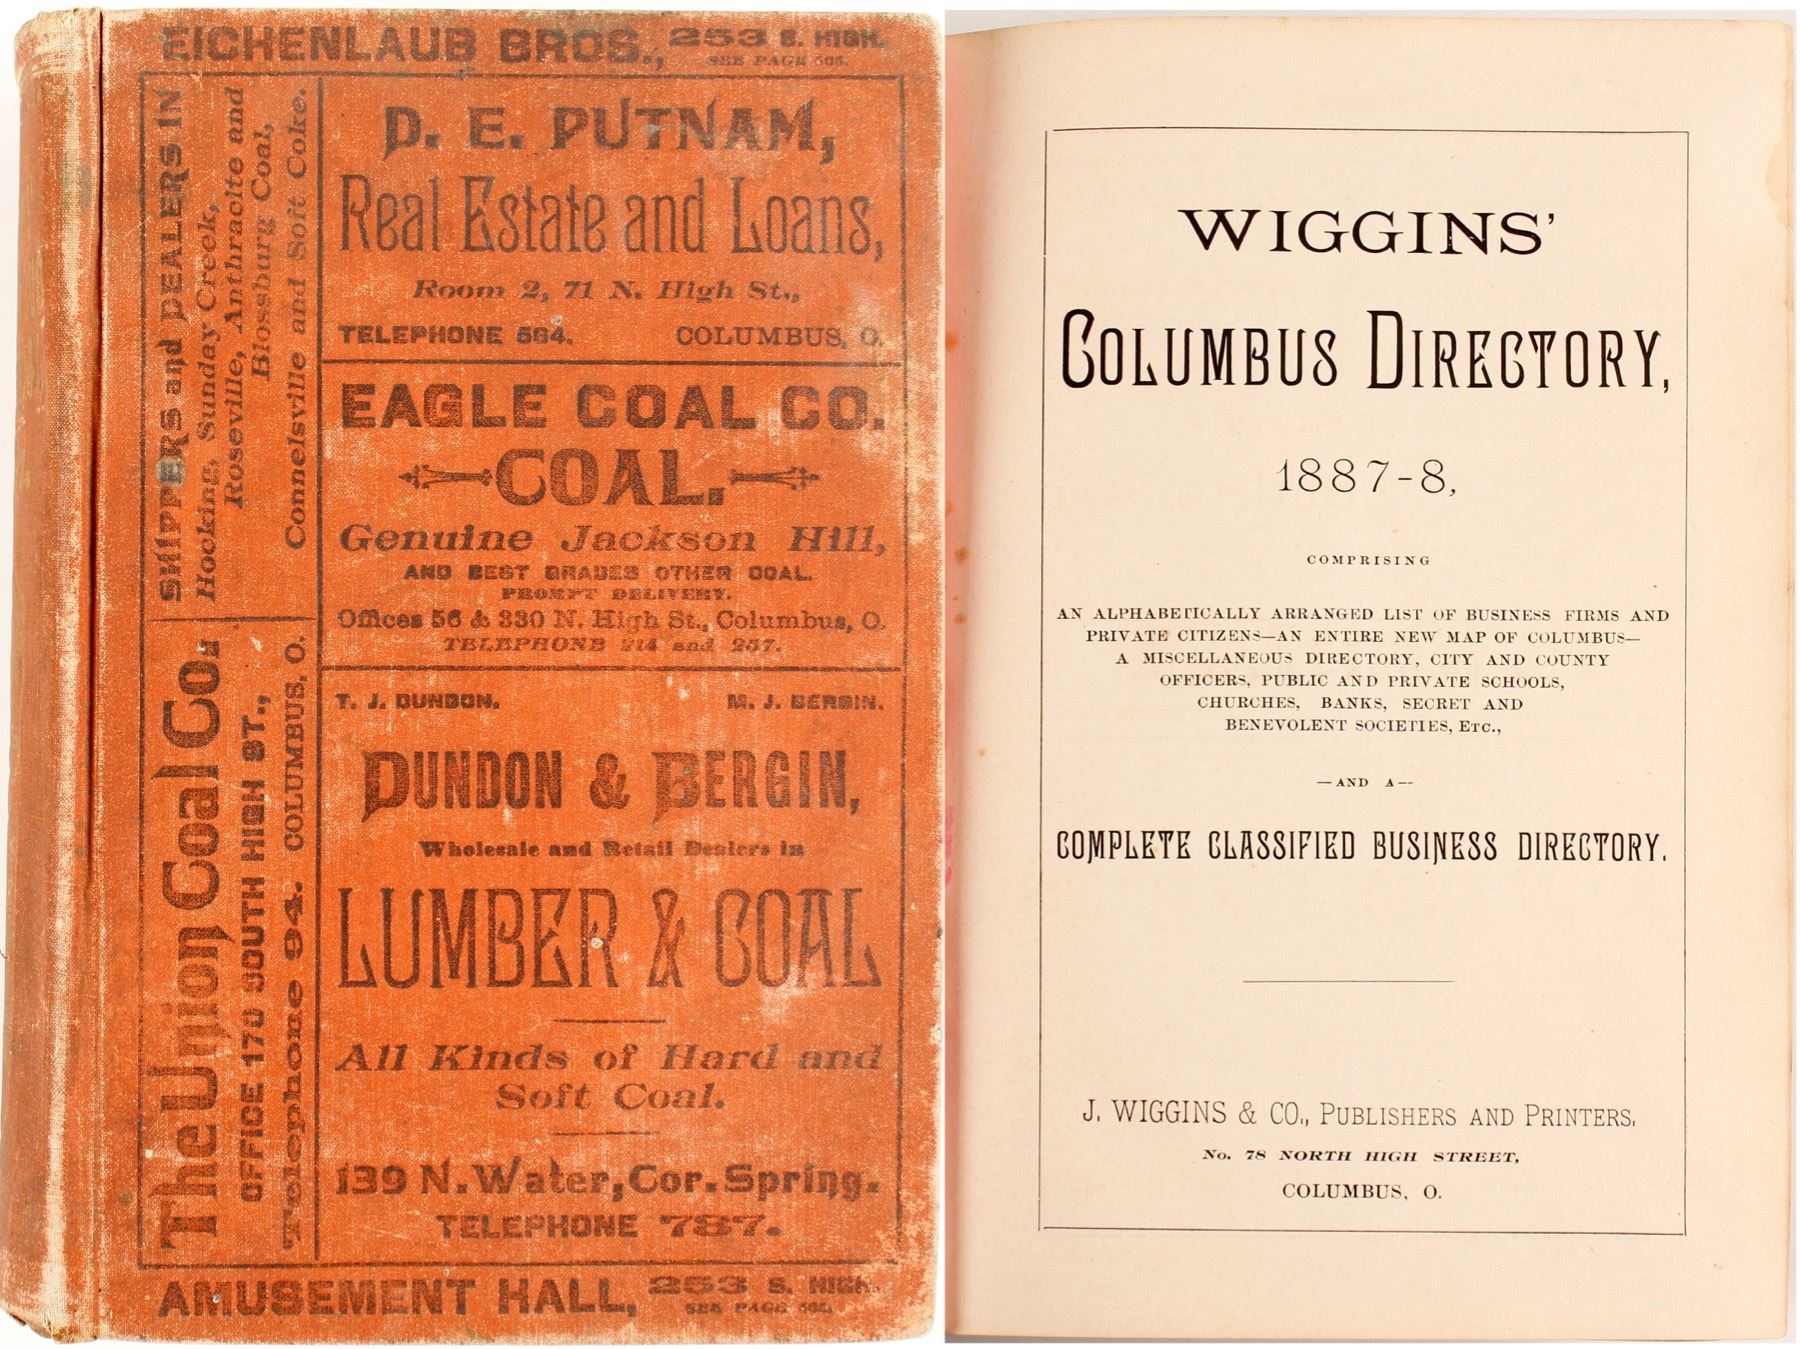 EICHENLAUB BROS., 253 S. HIGH.
SEE PAGE
SHIPPERS and DEALERS IN
Hocking, Sunday Creek,
Roseville, Anthracite and
Blossburg Coal,
Connelsville and Soft Coke.
The Union Coal Co.
OFFICE 170 SOUTH HIGH ST.,
Telephone 94. COLUMBUS, O.
D. E. PUTNAM,
Real Estate and Loans,
Room 2, 71 N. High St.,
TELEPHONE 564. COLUMBUS, O.
EAGLE COAL CO.
COAL.
Genuine Jackson Hill,
AND BEST GRADES OTHER COAL.
PROMPT DELIVERY.
Offices 56 & 330 N. High St., Columbus, O.
TELEPHONE 214 and 257.
T. J. DUNDON. M. J. BERGIN.
DUNDON & BERGIN,
Wholesale and Retail Dealers in
LUMBER & COAL
All Kinds of Hard and
Soft Coal.
139 N. Water, Cor. Spring.
TELEPHONE 787.
AMUSEMENT HALL, 253 S. HIGH.
SEE PAGE
WIGGINS'
COLUMBUS DIRECTORY,
1887-8,
COMPRISING
AN ALPHABETICALLY ARRANGED LIST OF BUSINESS FIRMS AND
PRIVATE CITIZENS—AN ENTIRE NEW MAP OF COLUMBUS—
A MISCELLANEOUS DIRECTORY, CITY AND COUNTY
OFFICERS, PUBLIC AND PRIVATE SCHOOLS,
CHURCHES, BANKS, SECRET AND
BENEVOLENT SOCIETIES, ETC.,
—AND A—
COMPLETE CLASSIFIED BUSINESS DIRECTORY.
J. WIGGINS & CO., PUBLISHERS AND PRINTERS,
No. 78 NORTH HIGH STREET,
COLUMBUS, O.